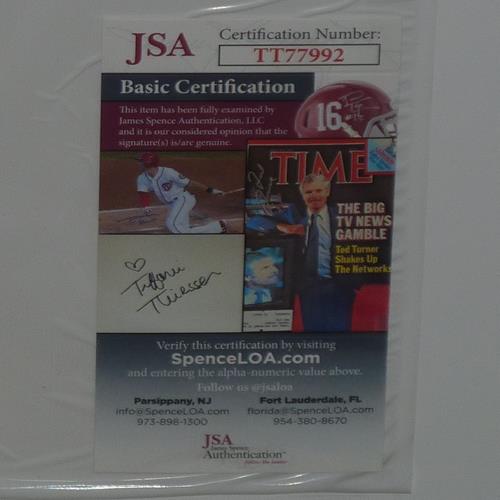 JSA
Certification Number:
TT77992
Basic Certification
This item has been fully examined by
James Spence Authentication, LLC
and it is our considered opinion that the
signature(s) is/are genuine.
16
TIME
THE BIG
TV NEWS
GAMBLE
Ted Turner
Shakes Up
The Networks
Tiffani
Thiessen
Verify this certification by visiting
SpenceLOA.com
and entering the alpha-numeric value above.
Follow us @jsaloa
Parsippany, NJ
info@SpenceLOA.com
973-898-1300
Fort Lauderdale, FL
florida@SpenceLOA.com
954-380-8670
JSA
James Spence
Authentication